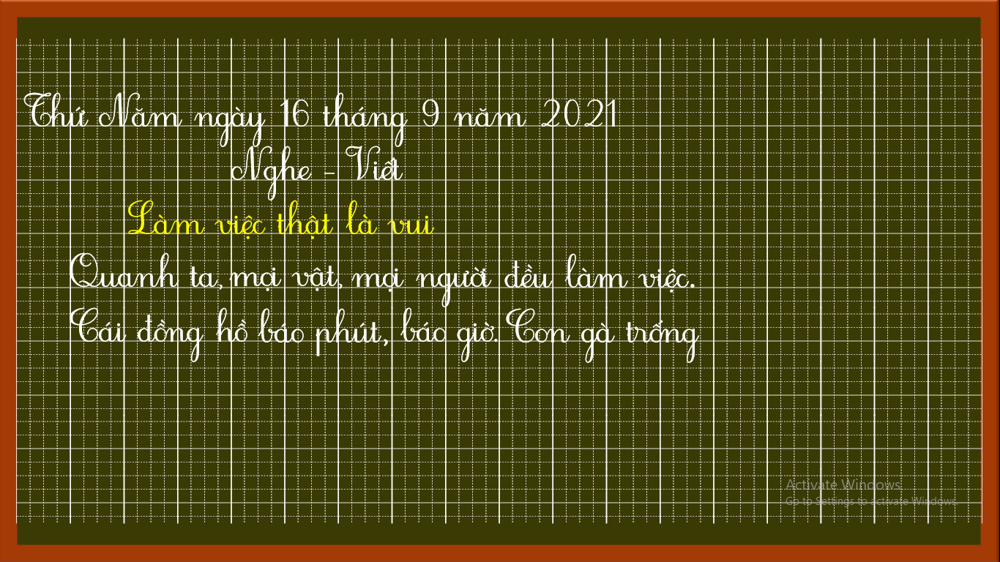 Thứ Năm ngày 16 tháng 9 năm 2021
Nghe - Viết
Làm việc thật là vui
Quanh ta, mọi vật, mọi người đều làm việc.
Cái đồng hồ báo phút, báo giờ. Con gà trống
Activate Windows
Go to Settings to activate Windows.